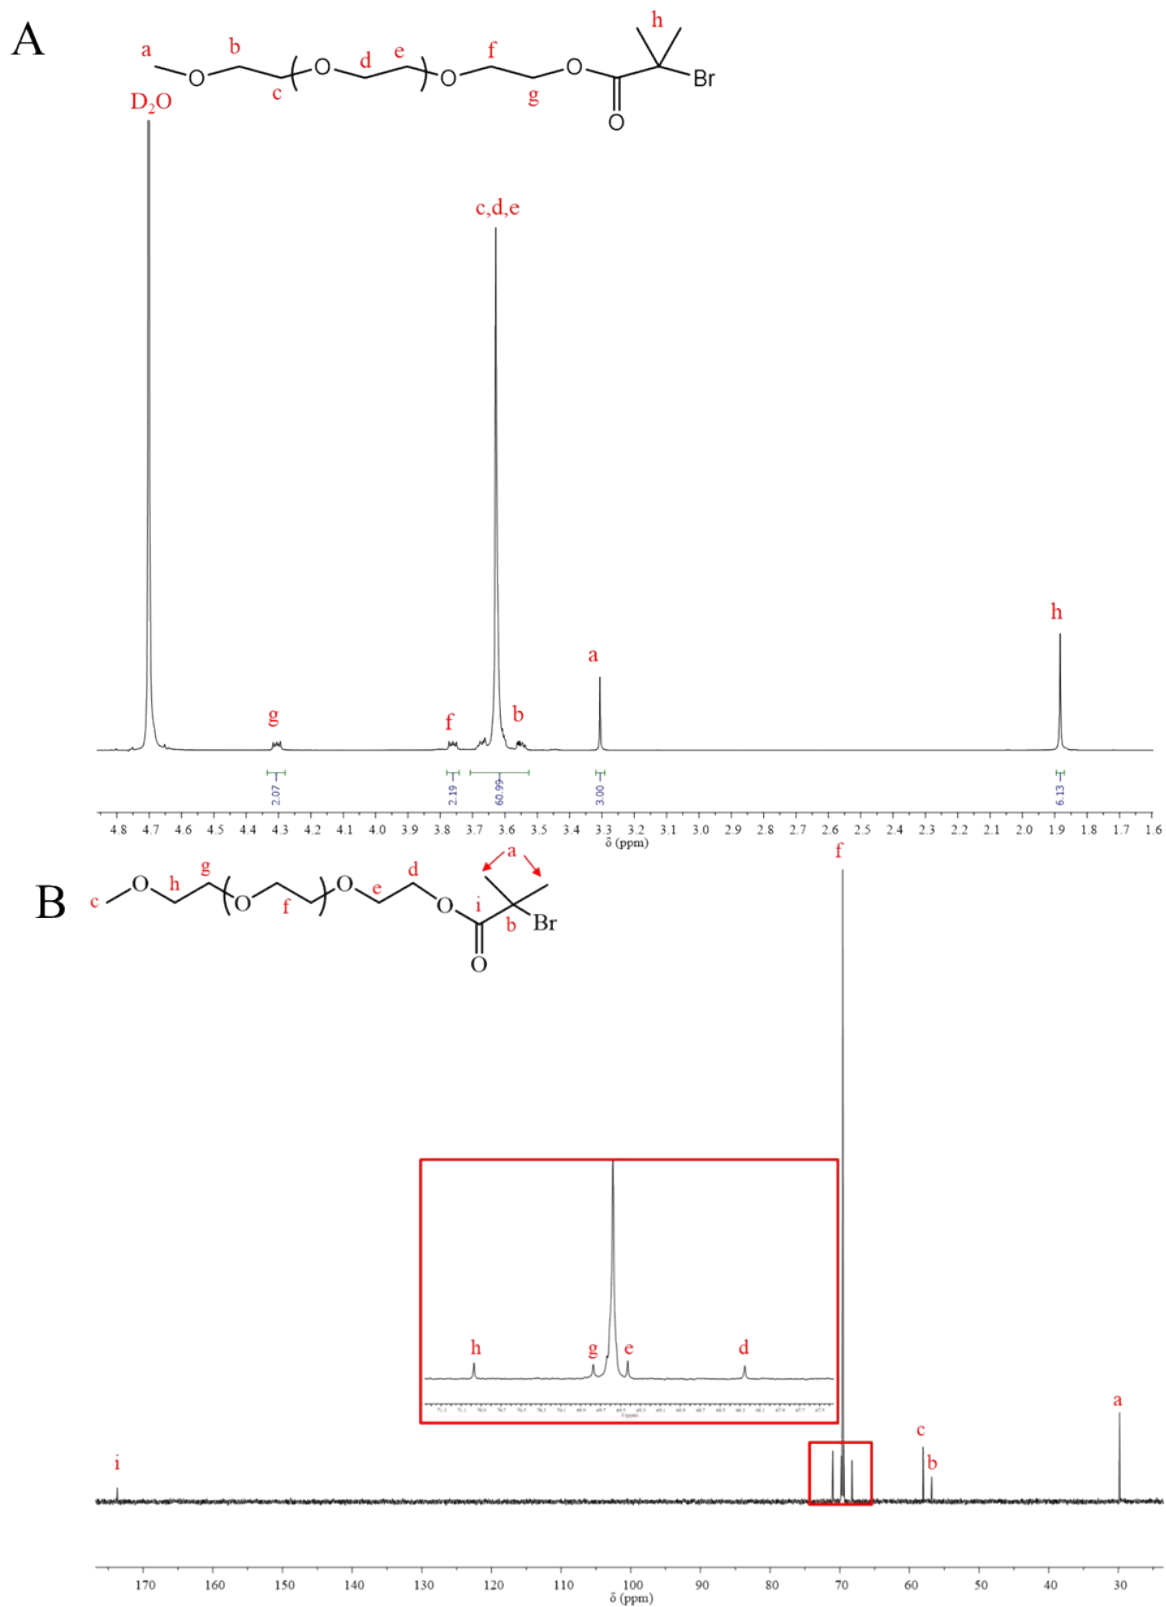 A
h
a
b
c
O
O
d
e
O
f
g
O
O
Br
D2O
c,d,e
h
a
g
f
b
2.07
2.19
60.99
3.00
6.13
4.8 4.7 4.6 4.5 4.4 4.3 4.2 4.1 4.0 3.9 3.8 3.7 3.6 3.5 3.4 3.3 3.2 3.1 3.0 2.9 2.8 2.7 2.6 2.5 2.4 2.3 2.2 2.1 2.0 1.9 1.8 1.7 1.6
δ (ppm)
B
c
O
h
g
O
f
O
e
d
O
i
O
a
b
Br
f
h
g
e
d
i
c
b
a
170 160 150 140 130 120 110 100 90 80 70 60 50 40 30
δ (ppm)